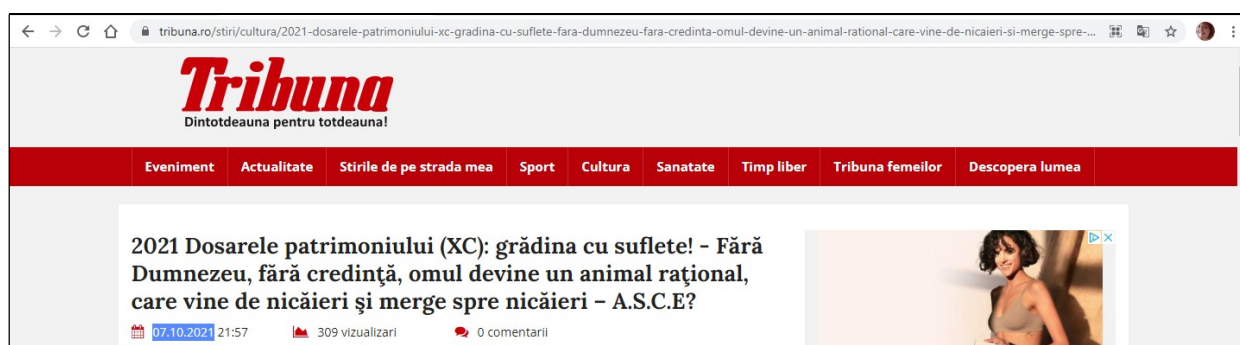 tribuna.ro/stiri/cultura/2021-dosarele-patrimoniului-xc-gradina-cu-suflete-fara-dumnezeu-fara-credinta-omul-devine-un-animal-rational-care-vine-de-nicaieri-si-merge-spre-...
Tribuna
Dintotdeauna pentru totdeauna!
Eveniment Actualitate Stirile de pe strada mea Sport Cultura Sanatate Timp liber Tribuna femeilor Descopera lumea
2021 Dosarele patrimoniului (XC): grădina cu suflete! - Fără
Dumnezeu, fără credinţă, omul devine un animal raţional,
care vine de nicăieri şi merge spre nicăieri – A.S.C.E?
07.10.2021 21:57 309 vizualizari 0 comentarii